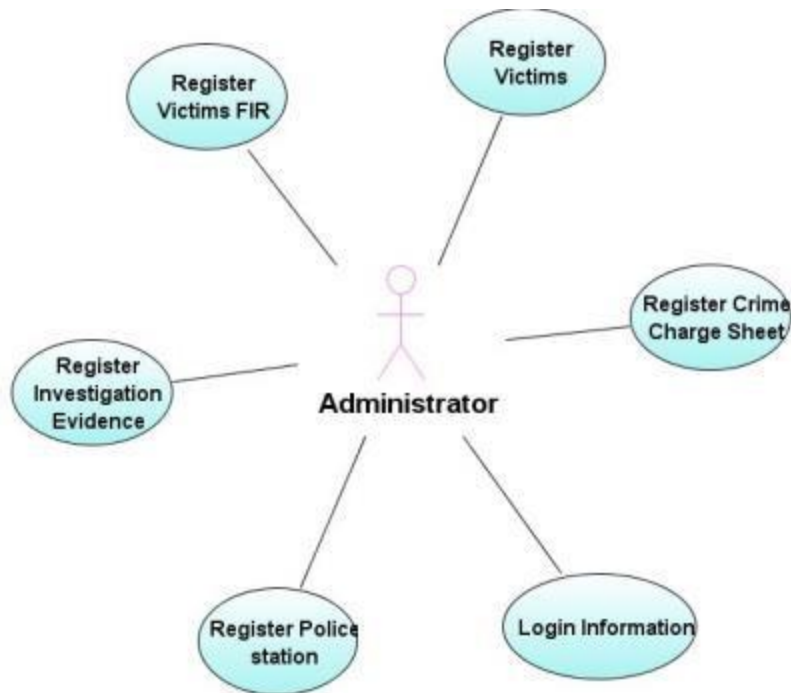 Register
Victims FIR
Register
Victims
Register Crime
Charge Sheet
Register
Investigation
Evidence
Administrator
Register Police
station
Login Information